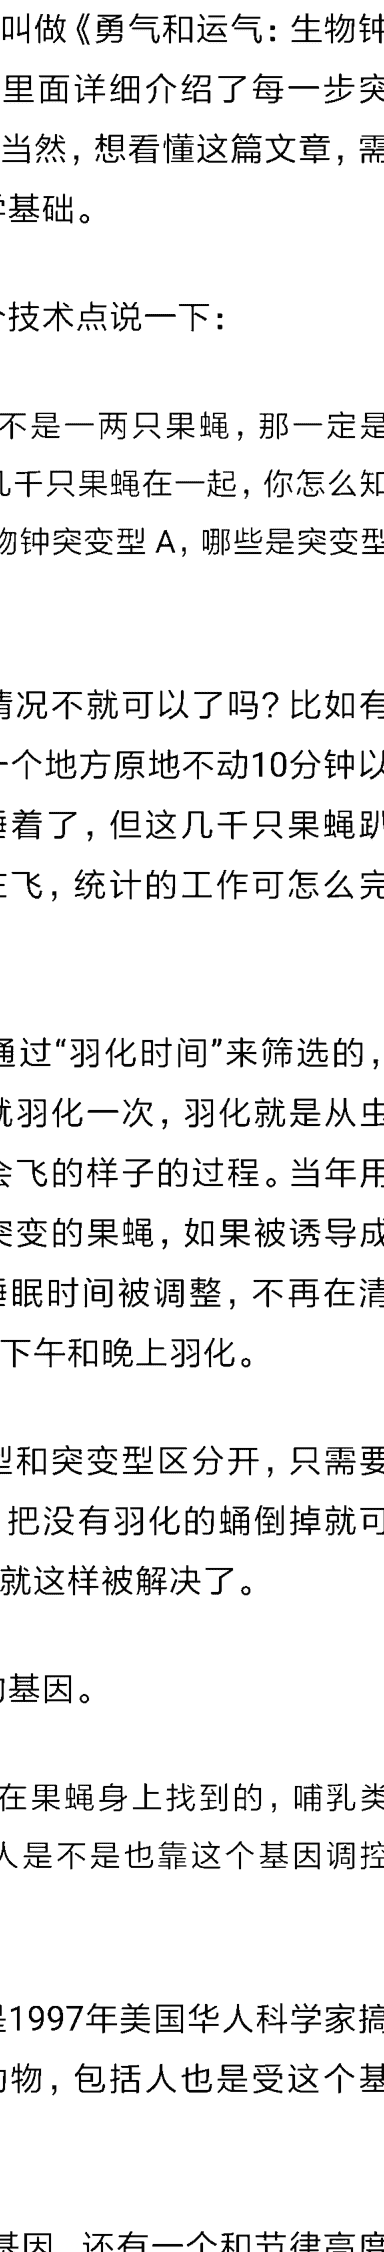 叫做《勇气和运气：生物钟
里面详细介绍了每一步突
当然，想看懂这篇文章，需
基础。
技术点说一下：
不是一两只果蝇，那一定是
几千只果蝇在一起，你怎么知
物钟突变型 A，哪些是突变型
情况不就可以了吗？比如有
一个地方原地不动10分钟以
睡着了，但这几千只果蝇趴
在飞，统计的工作可怎么完
通过“羽化时间”来筛选的，
就羽化一次，羽化就是从虫
会飞的样子的过程。当年用
突变的果蝇，如果被诱导成
睡眠时间被调整，不再在清
下午和晚上羽化。
型和突变型区分开，只需要
把没有羽化的蛹倒掉就可
就这样被解决了。
的基因。
在果蝇身上找到的，哺乳类
人是不是也靠这个基因调控
是1997年美国华人科学家搞
动物，包括人也是受这个基
基因，还有一个和节律高度